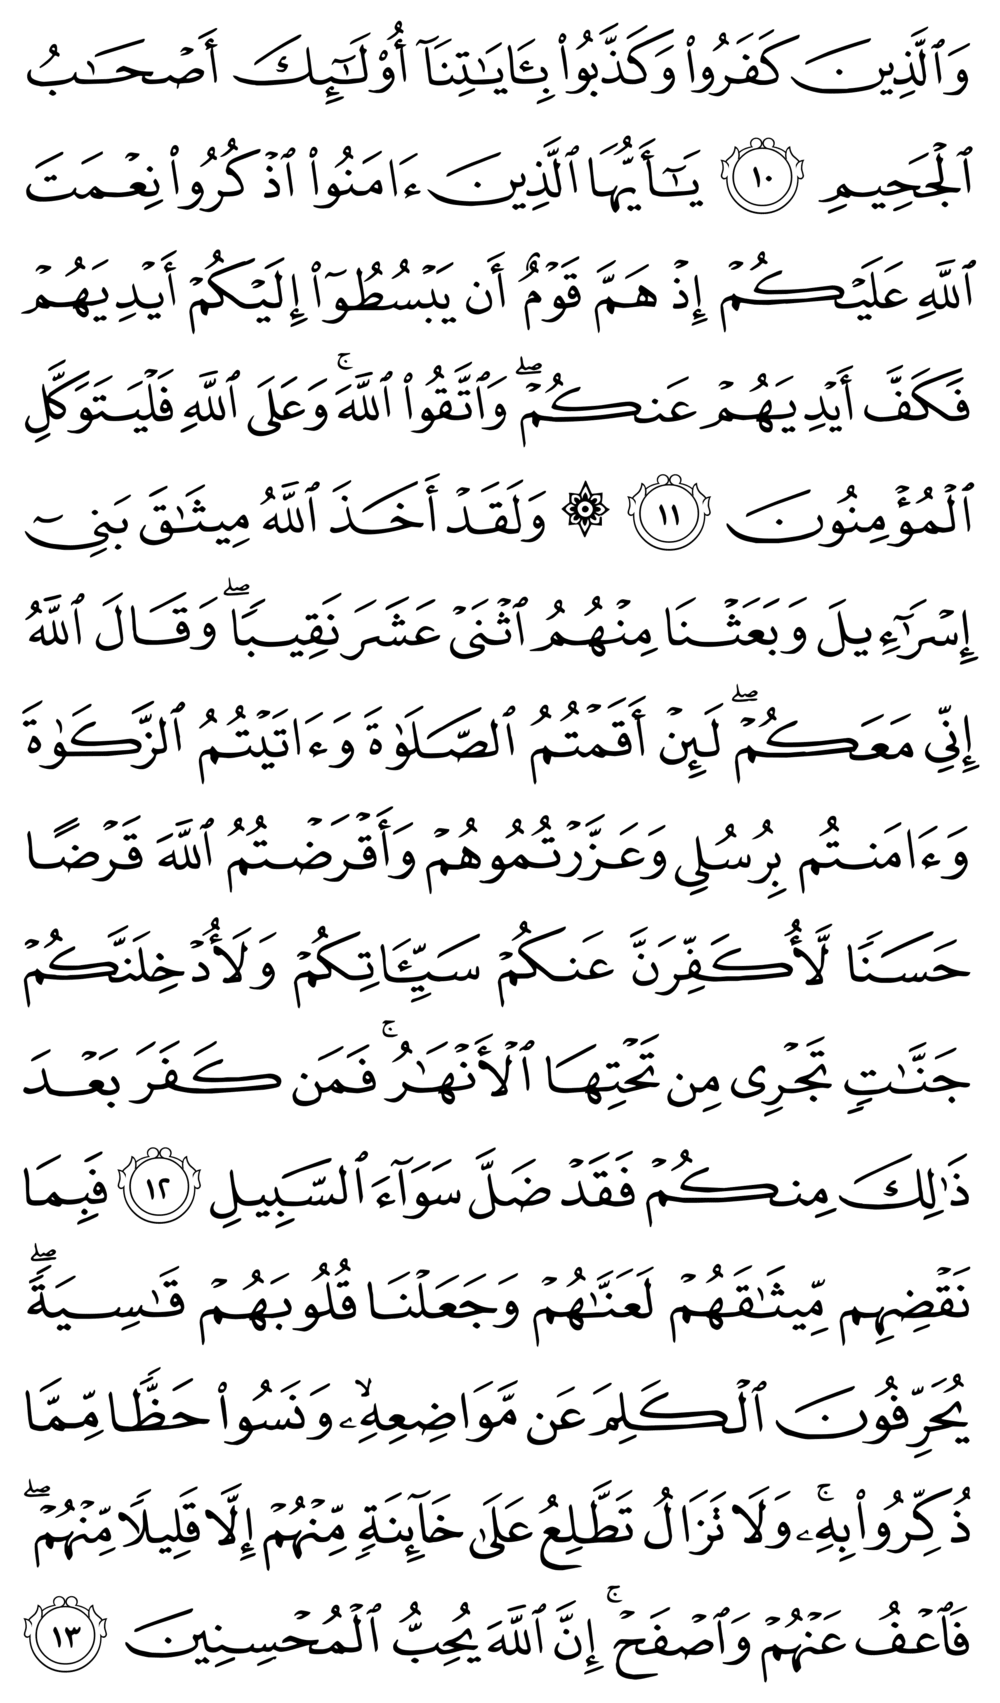 وَٱلَّذِينَ كَفَرُواْ وَكَذَّبُواْ بِـَٔايَٰتِنَآ أُوْلَٰٓئِكَ أَصْحَٰبُ
ٱلْجَحِيمِ ١٠ يَٰٓأَيُّهَا ٱلَّذِينَ ءَامَنُواْ ٱذْكُرُواْ نِعْمَتَ
ٱللَّهِ عَلَيْكُمْ إِذْ هَمَّ قَوْمٌ أَن يَبْسُطُوٓاْ إِلَيْكُمْ أَيْدِيَهُمْ
فَكَفَّ أَيْدِيَهُمْ عَنكُمْۖ وَٱتَّقُواْ ٱللَّهَۚ وَعَلَى ٱللَّهِ فَلْيَتَوَكَّلِ
ٱلْمُؤْمِنُونَ ١١ ۞ وَلَقَدْ أَخَذَ ٱللَّهُ مِيثَٰقَ بَنِيٓ
إِسْرَٰٓءِيلَ وَبَعَثْنَا مِنْهُمُ ٱثْنَيْ عَشَرَ نَقِيبًاۖ وَقَالَ ٱللَّهُ
إِنِّي مَعَكُمْۖ لَئِنْ أَقَمْتُمُ ٱلصَّلَوٰةَ وَءَاتَيْتُمُ ٱلزَّكَوٰةَ
وَءَامَنتُم بِرُسُلِي وَعَزَّرْتُمُوهُمْ وَأَقْرَضْتُمُ ٱللَّهَ قَرْضًا
حَسَنًا لَّأُكَفِّرَنَّ عَنكُمْ سَيِّـَٔاتِكُمْ وَلَأُدْخِلَنَّكُمْ
جَنَّٰتٍ تَجْرِي مِن تَحْتِهَا ٱلْأَنْهَٰرُۚ فَمَن كَفَرَ بَعْدَ
ذَٰلِكَ مِنكُمْ فَقَدْ ضَلَّ سَوَآءَ ٱلسَّبِيلِ ١٢ فَبِمَا
نَقْضِهِم مِّيثَٰقَهُمْ لَعَنَّٰهُمْ وَجَعَلْنَا قُلُوبَهُمْ قَٰسِيَةًۖ
يُحَرِّفُونَ ٱلْكَلِمَ عَن مَّوَاضِعِهِۦۙ وَنَسُواْ حَظًّا مِّمَّا
ذُكِّرُواْ بِهِۦۚ وَلَا تَزَالُ تَطَّلِعُ عَلَىٰ خَآئِنَةٍ مِّنْهُمْ إِلَّا قَلِيلًا مِّنْهُمْۖ
فَٱعْفُ عَنْهُمْ وَٱصْفَحْۚ إِنَّ ٱللَّهَ يُحِبُّ ٱلْمُحْسِنِينَ ١٣